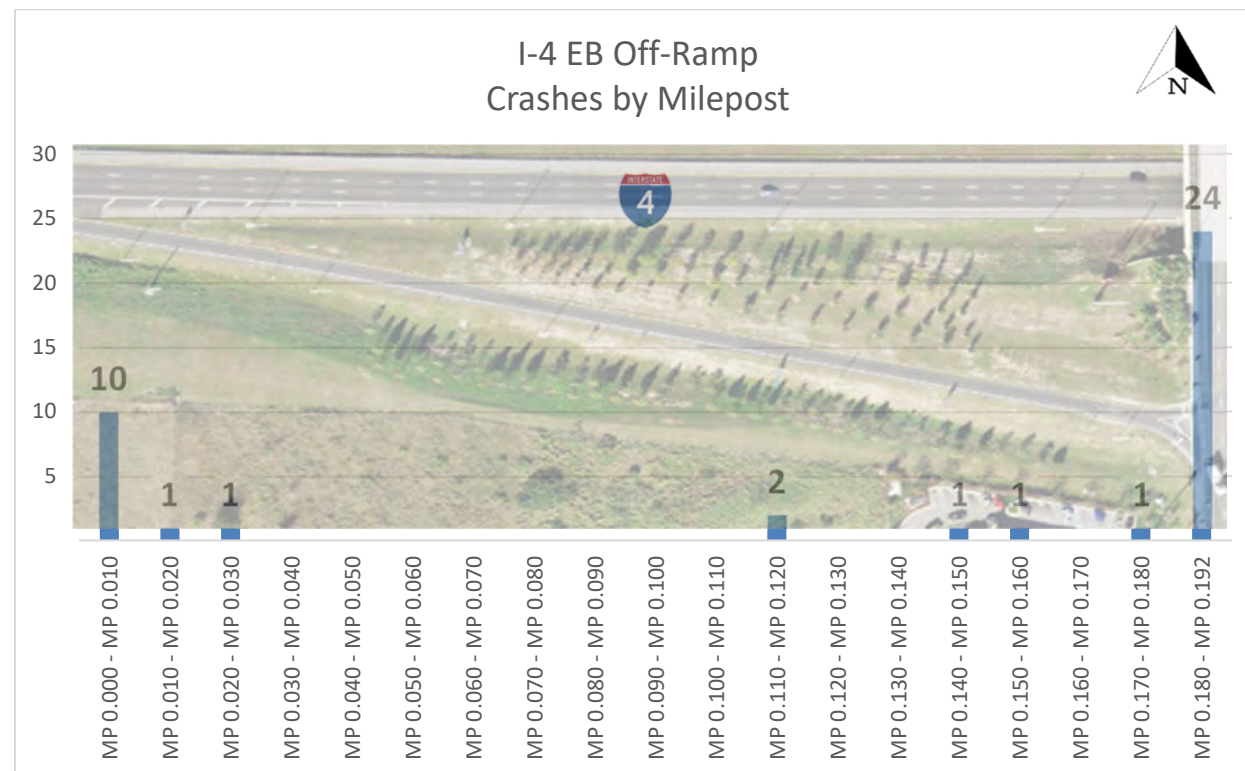 I-4 EB Off-Ramp
Crashes by Milepost
N
30
25
20
15
10
5
INTERSTATE
4
24
10
1
1
2
1
1
1
MP 0.000 - MP 0.010
MP 0.010 - MP 0.020
MP 0.020 - MP 0.030
MP 0.030 - MP 0.040
MP 0.040 - MP 0.050
MP 0.050 - MP 0.060
MP 0.060 - MP 0.070
MP 0.070 - MP 0.080
MP 0.080 - MP 0.090
MP 0.090 - MP 0.100
MP 0.100 - MP 0.110
MP 0.110 - MP 0.120
MP 0.120 - MP 0.130
MP 0.130 - MP 0.140
MP 0.140 - MP 0.150
MP 0.150 - MP 0.160
MP 0.160 - MP 0.170
MP 0.170 - MP 0.180
MP 0.180 - MP 0.192